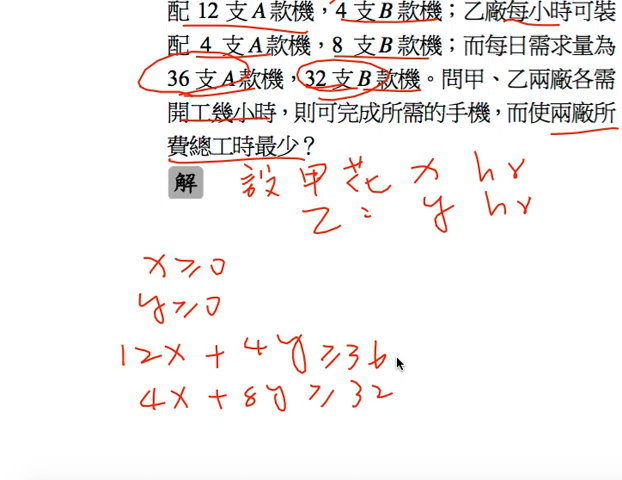 配 12 支 A 款機，4 支 B 款機；乙廠每小時可裝
配 4 支 A 款機，8 支 B 款機；而每日需求量為
36 支 A 款機，32 支 B 款機。問甲、乙兩廠各需
開工幾小時，則可完成所需的手機，而使兩廠所
費總工時最少？
解 設甲花 x hr
乙 = y hr
x ≥ 0
y ≥ 0
12x + 4y ≥ 36
4x + 8y ≥ 32